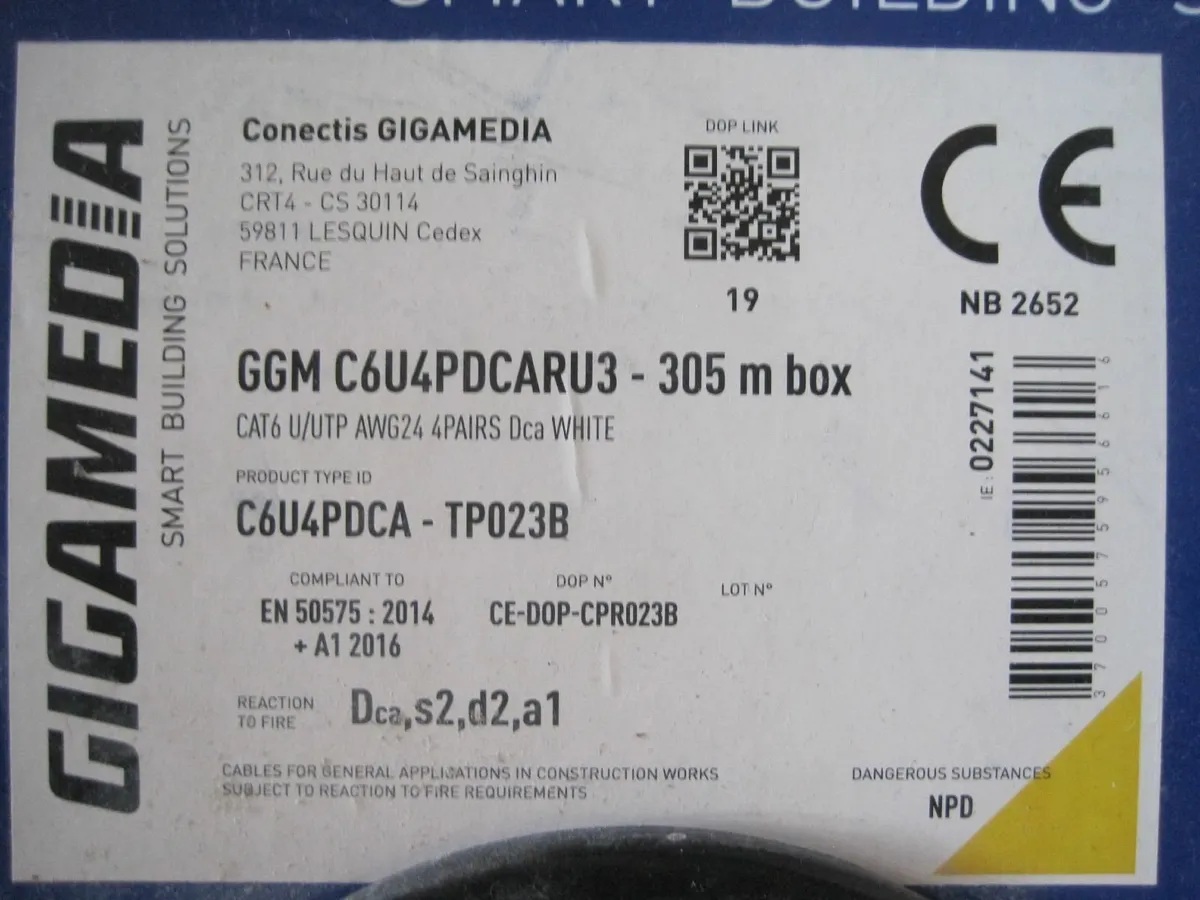 GIGAMEDIA
SMART BUILDING SOLUTIONS
Conectis GIGAMEDIA
312, Rue du Haut de Sainghin
CRT4 - CS 30114
59811 LESQUIN Cedex
FRANCE
DOP LINK
19
CE
NB 2652
GGM C6U4PDCARU3 - 305 m box
CAT6 U/UTP AWG24 4PAIRS Dca WHITE
PRODUCT TYPE ID
C6U4PDCA - TP023B
IE : 0227141
3700575956616
COMPLIANT TO
EN 50575 : 2014
+ A1 2016
DOP N°
CE-DOP-CPR023B
LOT N°
REACTION
TO FIRE
Dca,s2,d2,a1
CABLES FOR GENERAL APPLICATIONS IN CONSTRUCTION WORKS
SUBJECT TO REACTION TO FIRE REQUIREMENTS
DANGEROUS SUBSTANCES
NPD